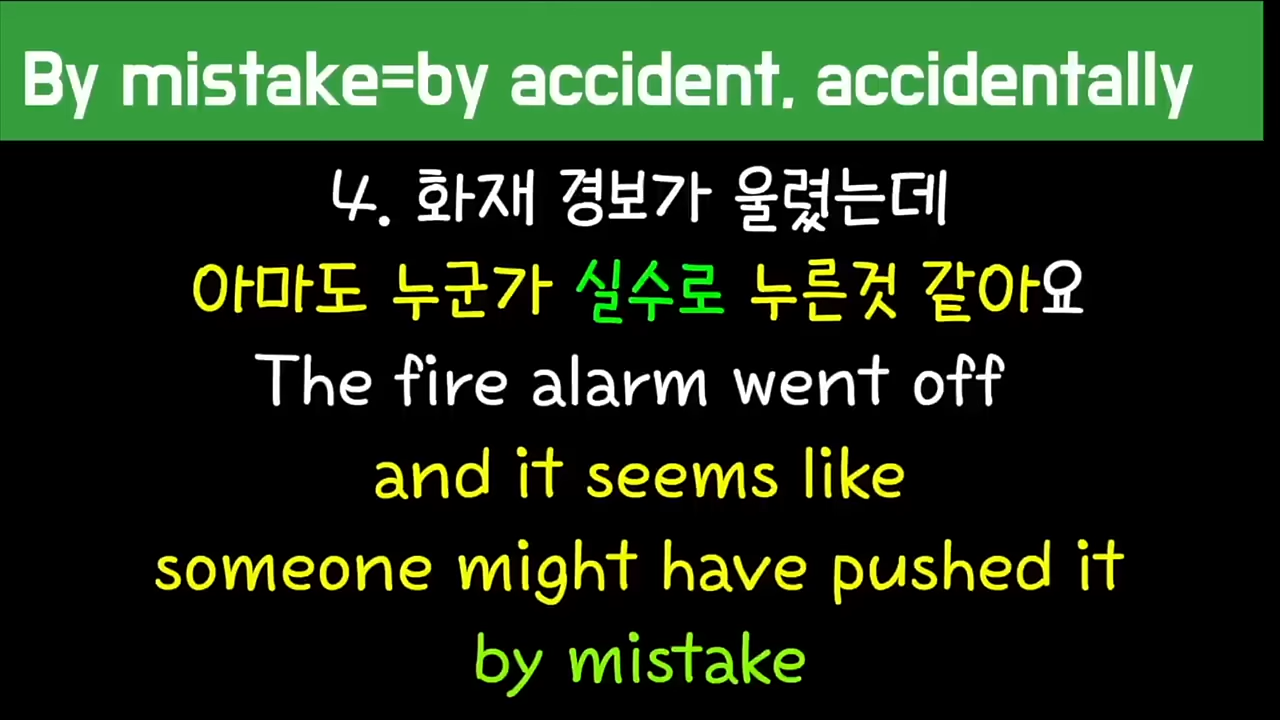 By mistake=by accident, accidentally
4. 화재 경보가 울렸는데
아마도 누군가 실수로 누른것 같아요
The fire alarm went off
and it seems like
someone might have pushed it
by mistake